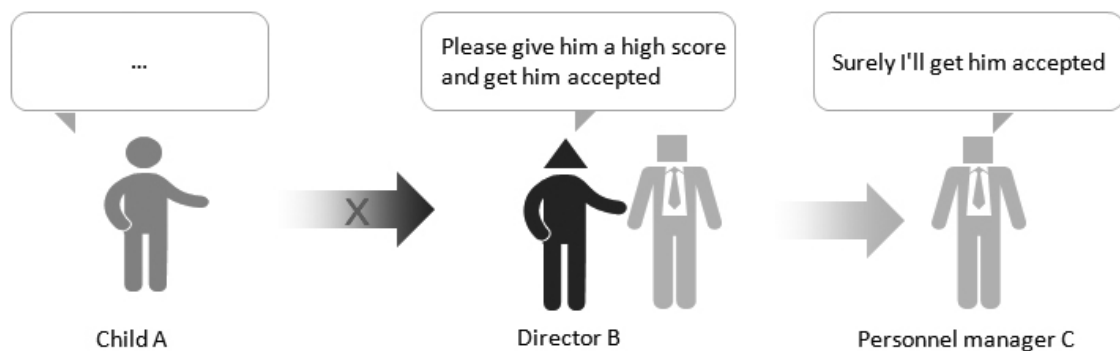 ...
Please give him a high score
and get him accepted
Surely I'll get him accepted
X
Child A
Director B
Personnel manager C